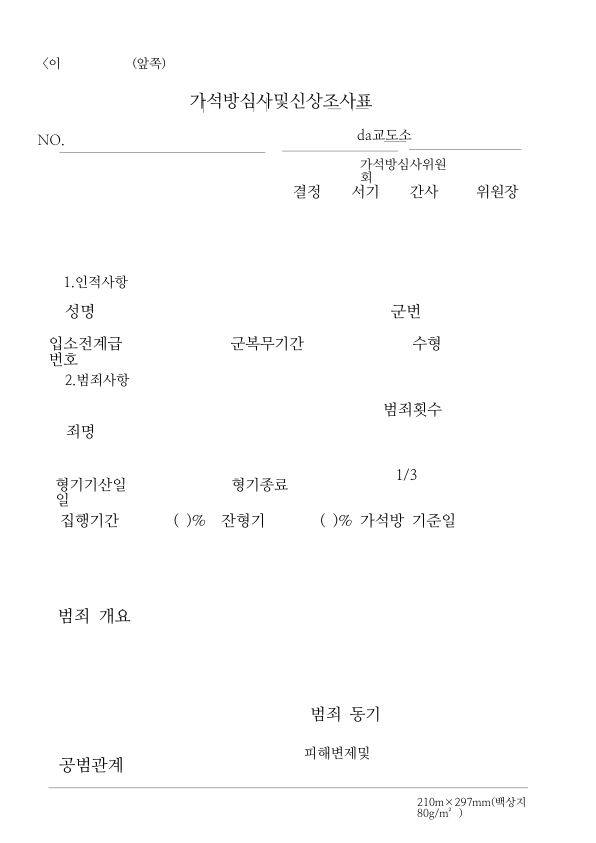 <이 (앞쪽)
가석방심사및신상조사표
NO. da교도소
가석방심사위원
회
결정 서기 간사 위원장
1.인적사항
성명 군번
입소전계급 군복무기간 수형
번호
2.범죄사항
범죄횟수
죄명
1/3
형기기산일 형기종료
일
집행기간 ( )% 잔형기 ( )% 가석방 기준일
범죄 개요
범죄 동기
피해변제및
공범관계
210m×297mm(백상지
80g/m² )